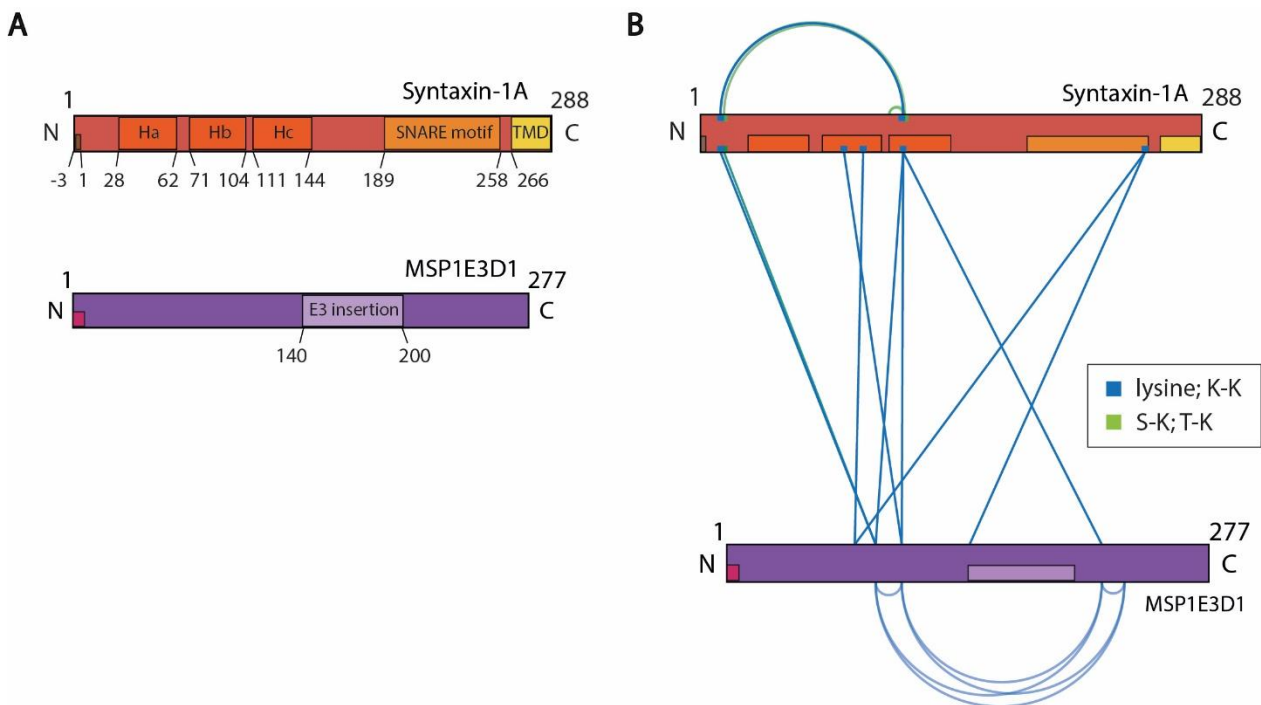 A
Syntaxin-1A
1 288
N Ha Hb Hc SNARE motif TMD C
-3 1 28 62 71 104 111 144 189 258 266
MSP1E3D1
1 277
N E3 insertion C
140 200
B
Syntaxin-1A
1 288
N C
lysine; K-K
S-K; T-K
1 277
N C
MSP1E3D1